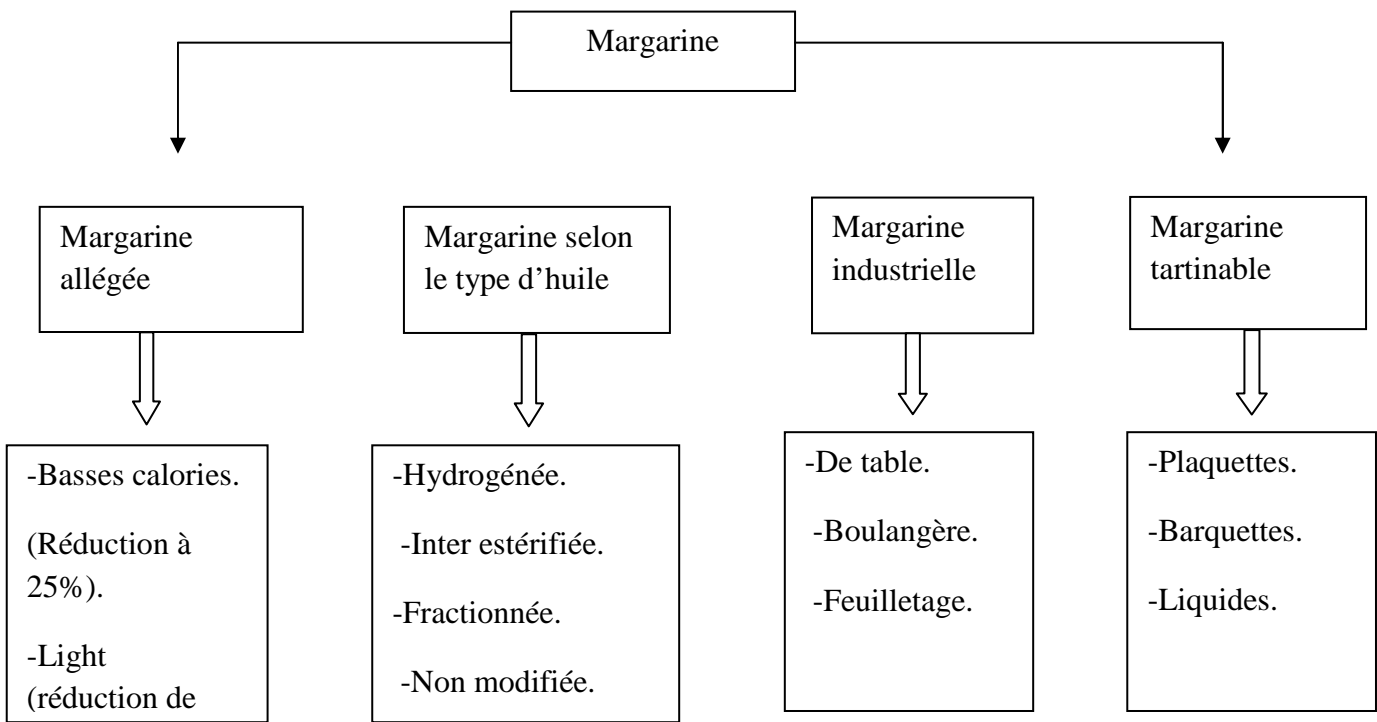 Margarine
Margarine
allégée
Margarine selon
le type d’huile
Margarine
industrielle
Margarine
tartinable
-Basses calories.
(Réduction à
25%).
-Light
(réduction de
-Hydrogénée.
-Inter estérifiée.
-Fractionnée.
-Non modifiée.
-De table.
-Boulangère.
-Feuilletage.
-Plaquettes.
-Barquettes.
-Liquides.